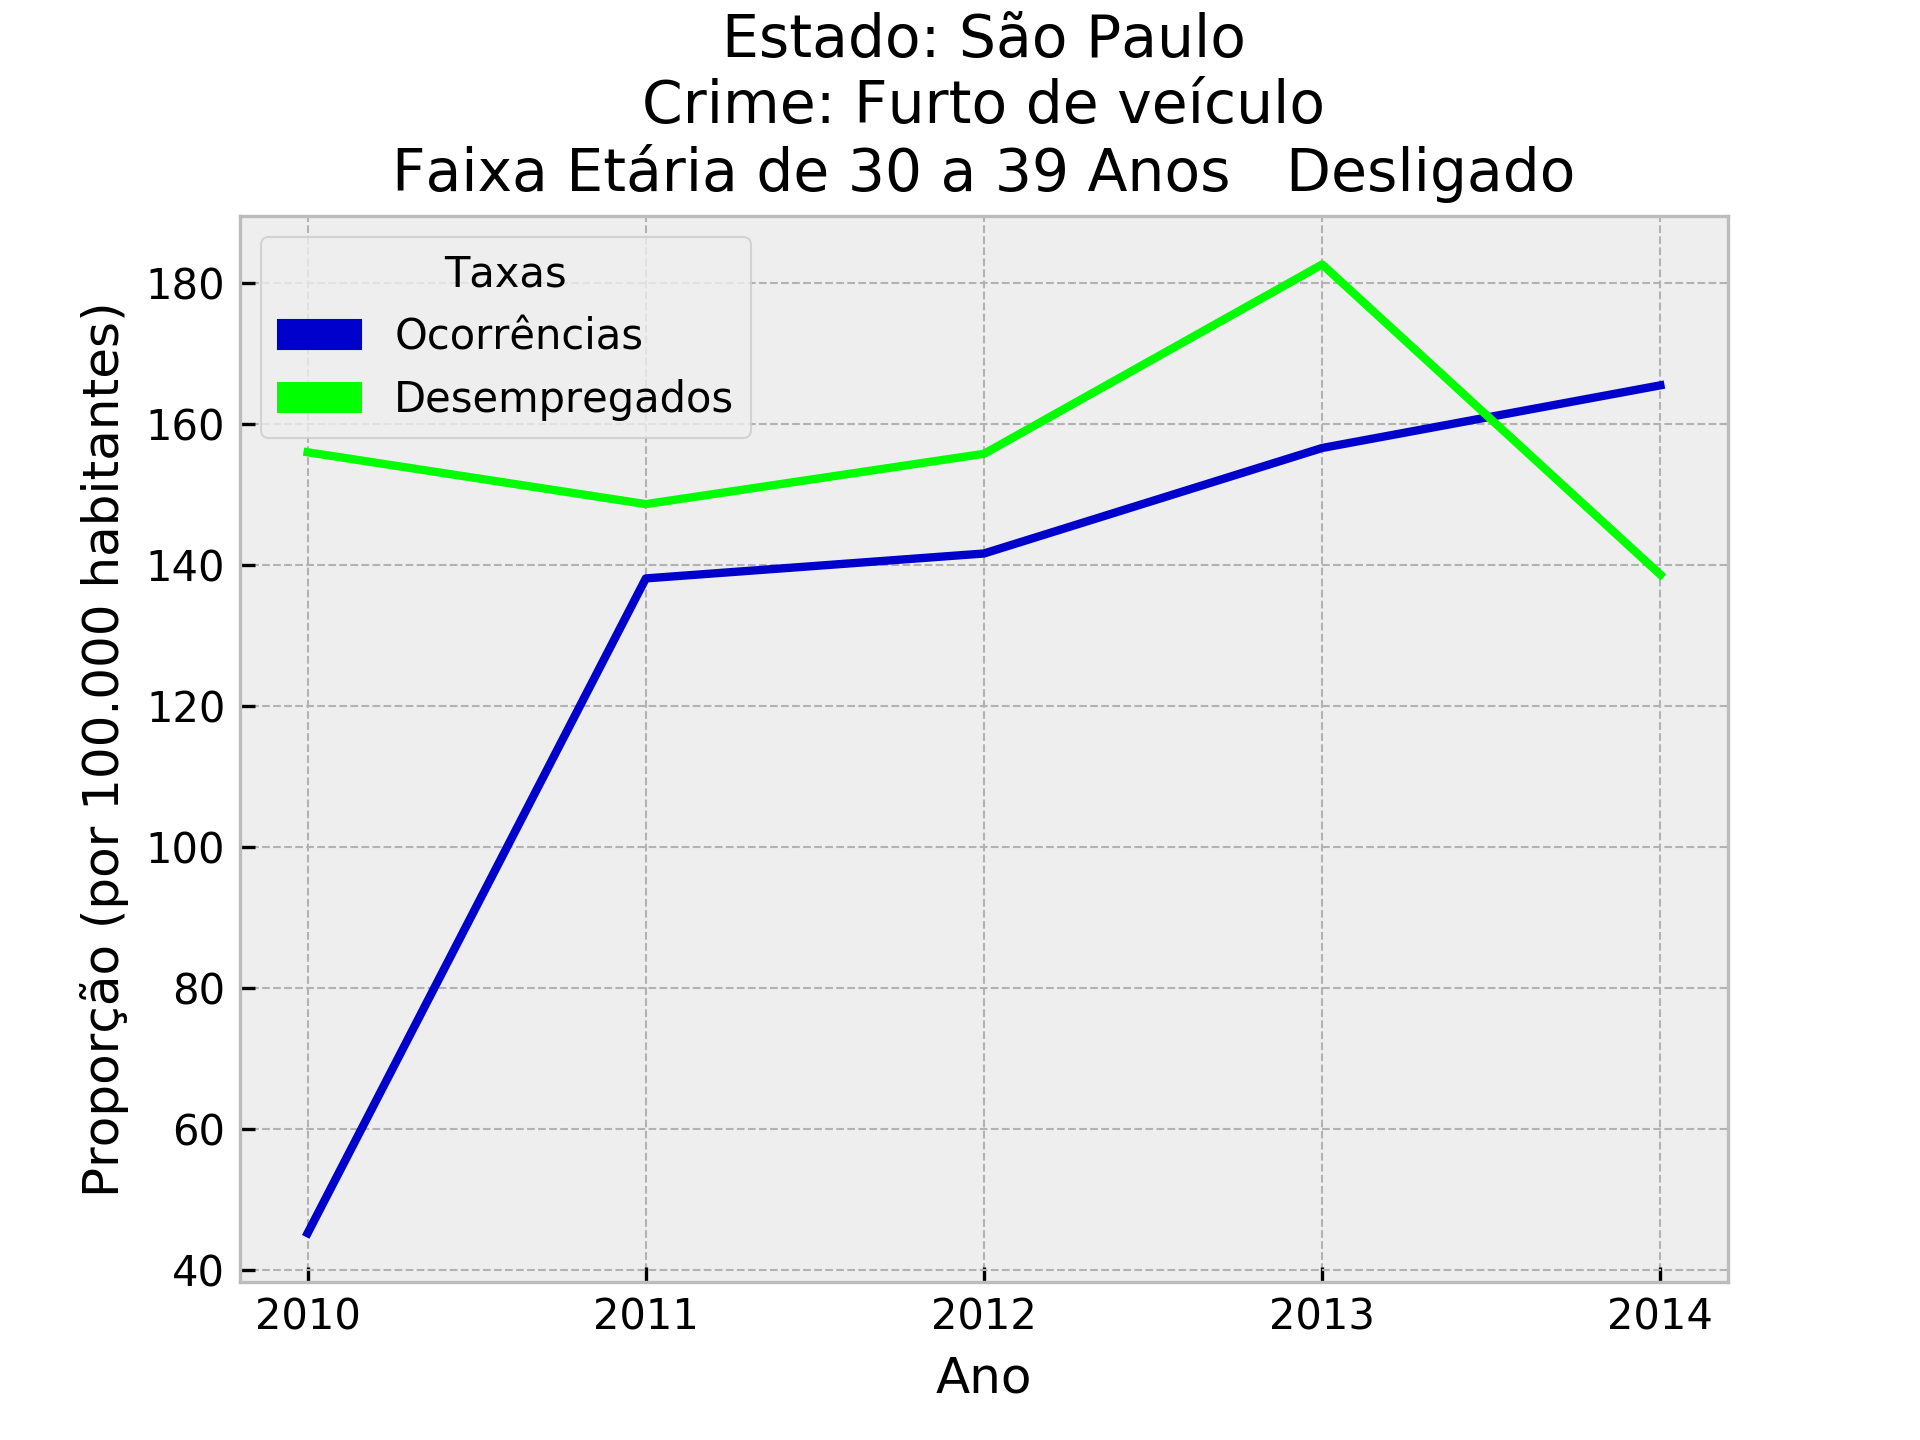 Estado: São Paulo
Crime: Furto de veículo
Faixa Etária de 30 a 39 Anos   Desligado
Taxas
Ocorrências
Desempregados
Proporção (por 100.000 habitantes)
180
160
140
120
100
80
60
40
2010 2011 2012 2013 2014
Ano